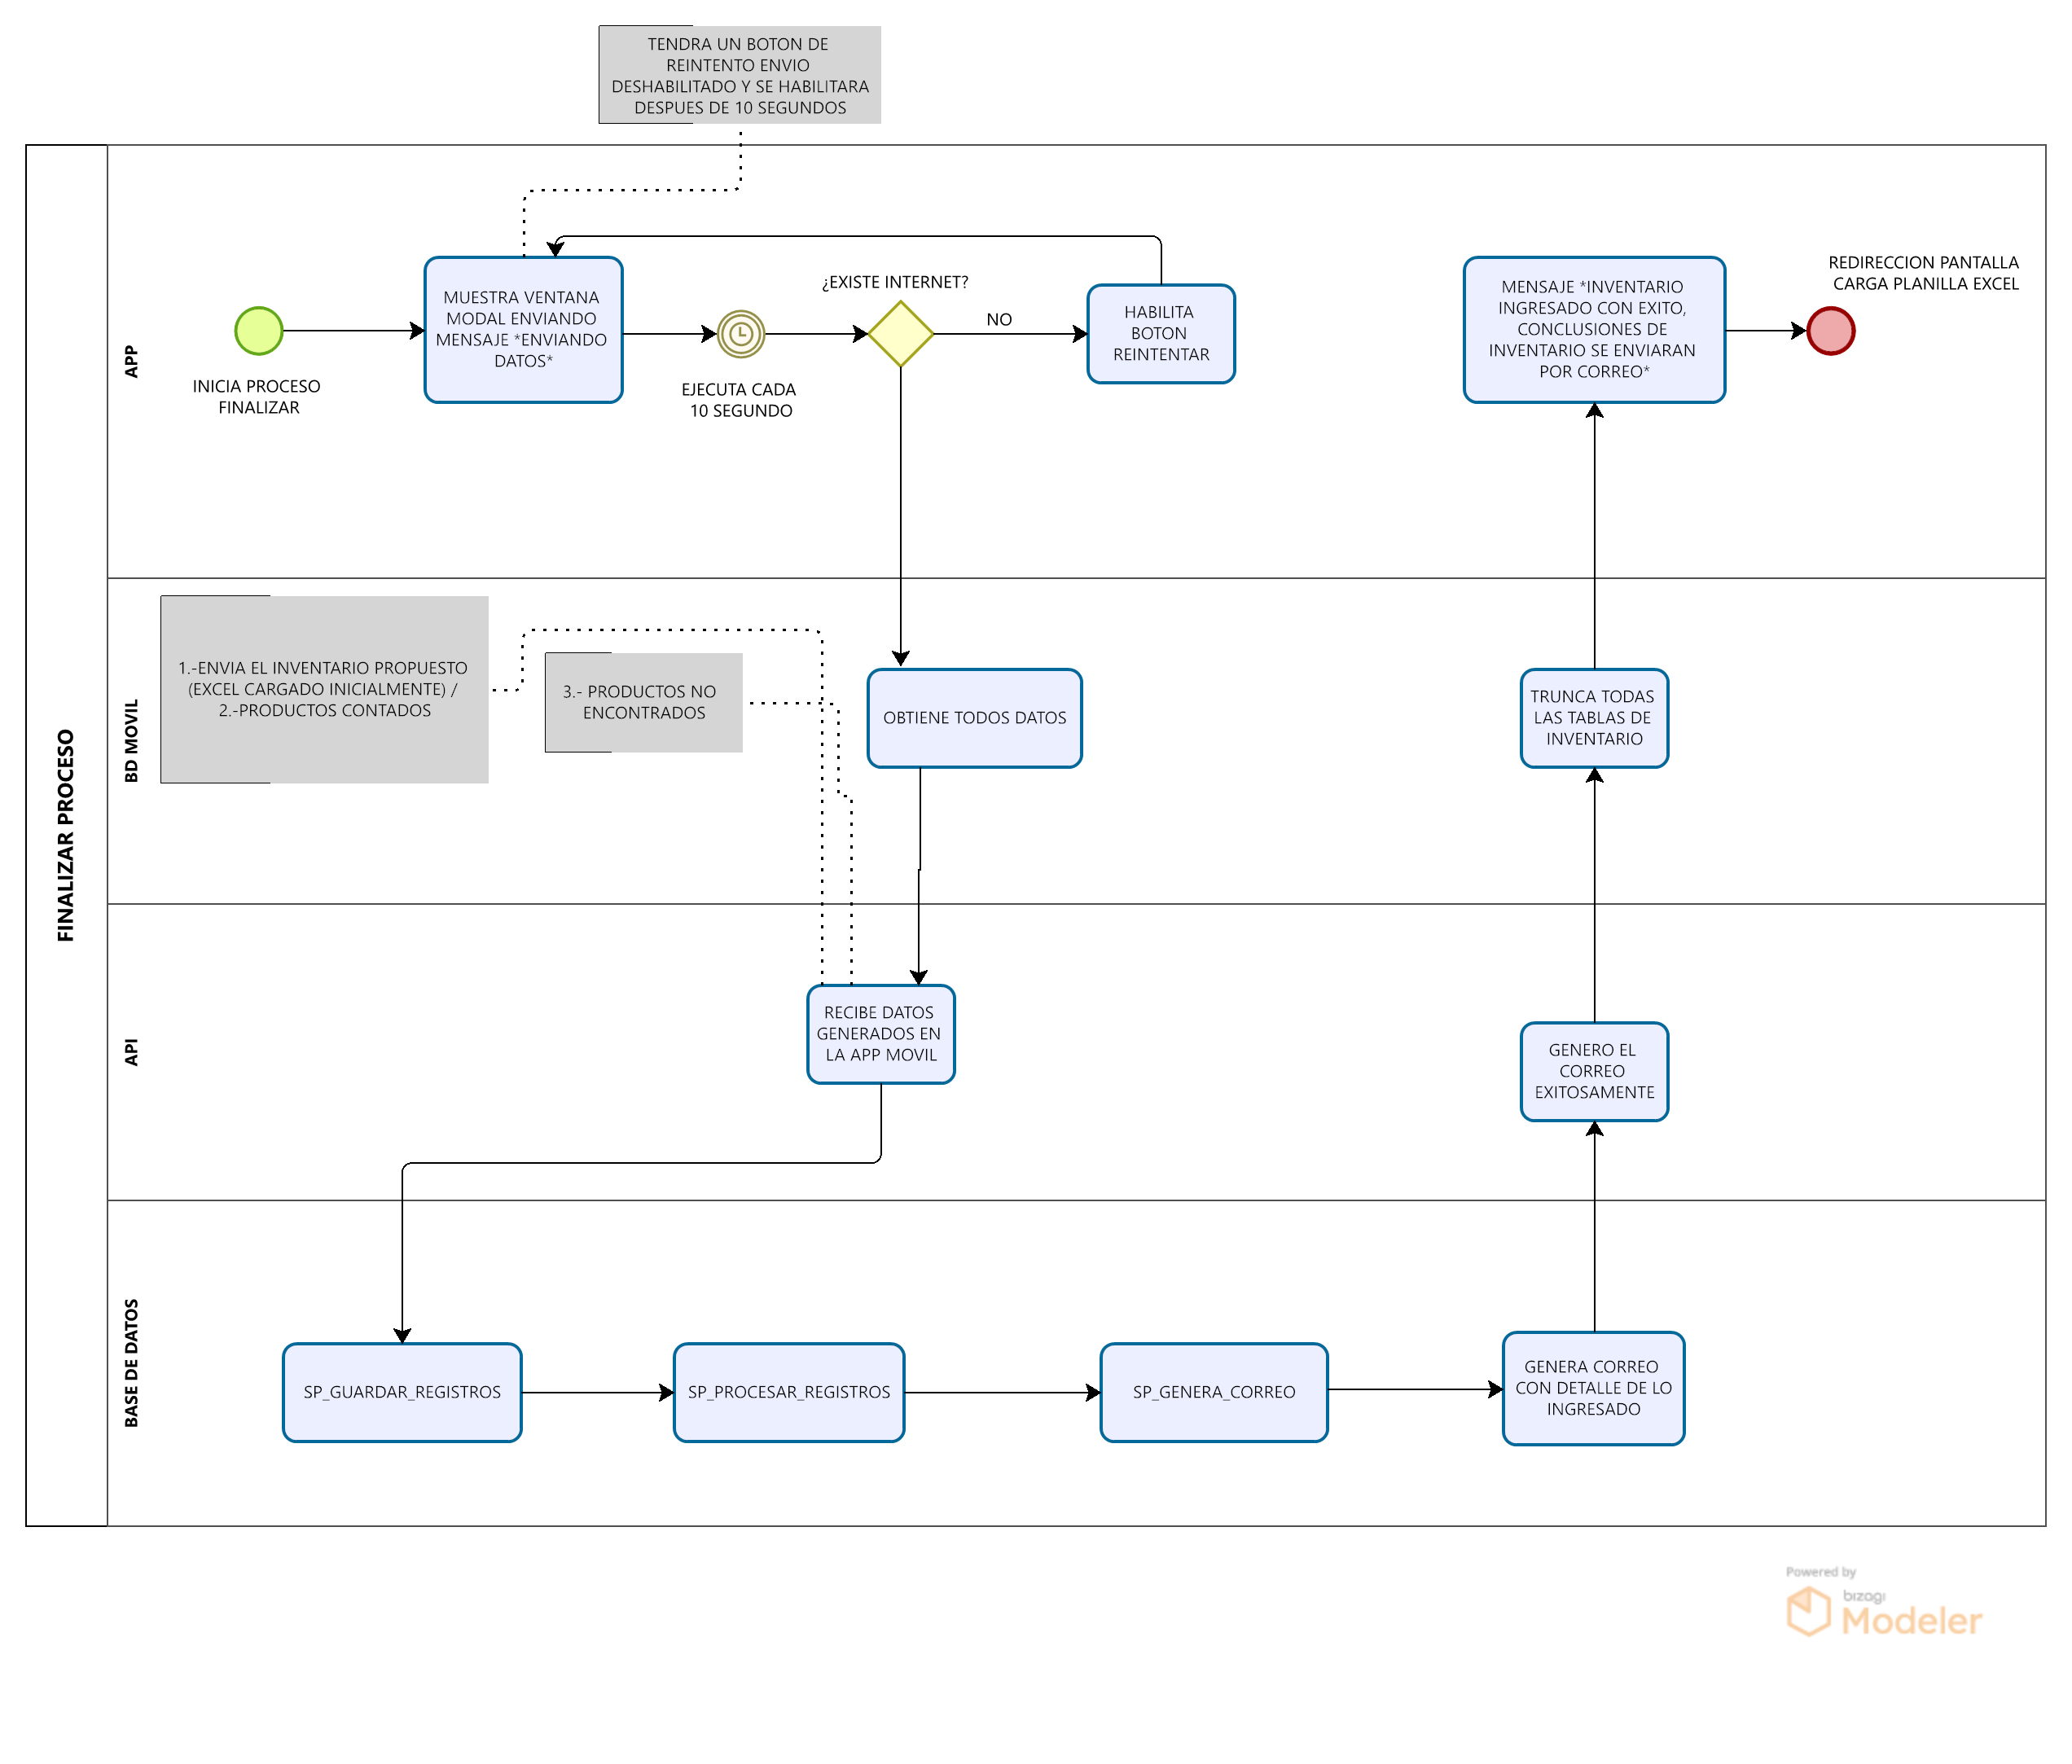 TENDRA UN BOTON DE
REINTENTO ENVIO
DESHABILITADO Y SE HABILITARA
DESPUES DE 10 SEGUNDOS
FINALIZAR PROCESO
APP
INICIA PROCESO
FINALIZAR
MUESTRA VENTANA
MODAL ENVIANDO
MENSAJE *ENVIANDO
DATOS*
EJECUTA CADA
10 SEGUNDO
¿EXISTE INTERNET?
NO
HABILITA
BOTON
REINTENTAR
MENSAJE *INVENTARIO
INGRESADO CON EXITO,
CONCLUSIONES DE
INVENTARIO SE ENVIARAN
POR CORREO*
REDIRECCION PANTALLA
CARGA PLANILLA EXCEL
BD MOVIL
1.-ENVIA EL INVENTARIO PROPUESTO
(EXCEL CARGADO INICIALMENTE) /
2.-PRODUCTOS CONTADOS
3.- PRODUCTOS NO
ENCONTRADOS
OBTIENE TODOS DATOS
TRUNCA TODAS
LAS TABLAS DE
INVENTARIO
API
RECIBE DATOS
GENERADOS EN
LA APP MOVIL
GENERO EL
CORREO
EXITOSAMENTE
BASE DE DATOS
SP_GUARDAR_REGISTROS
SP_PROCESAR_REGISTROS
SP_GENERA_CORREO
GENERA CORREO
CON DETALLE DE LO
INGRESADO
Powered by
bizagi
Modeler